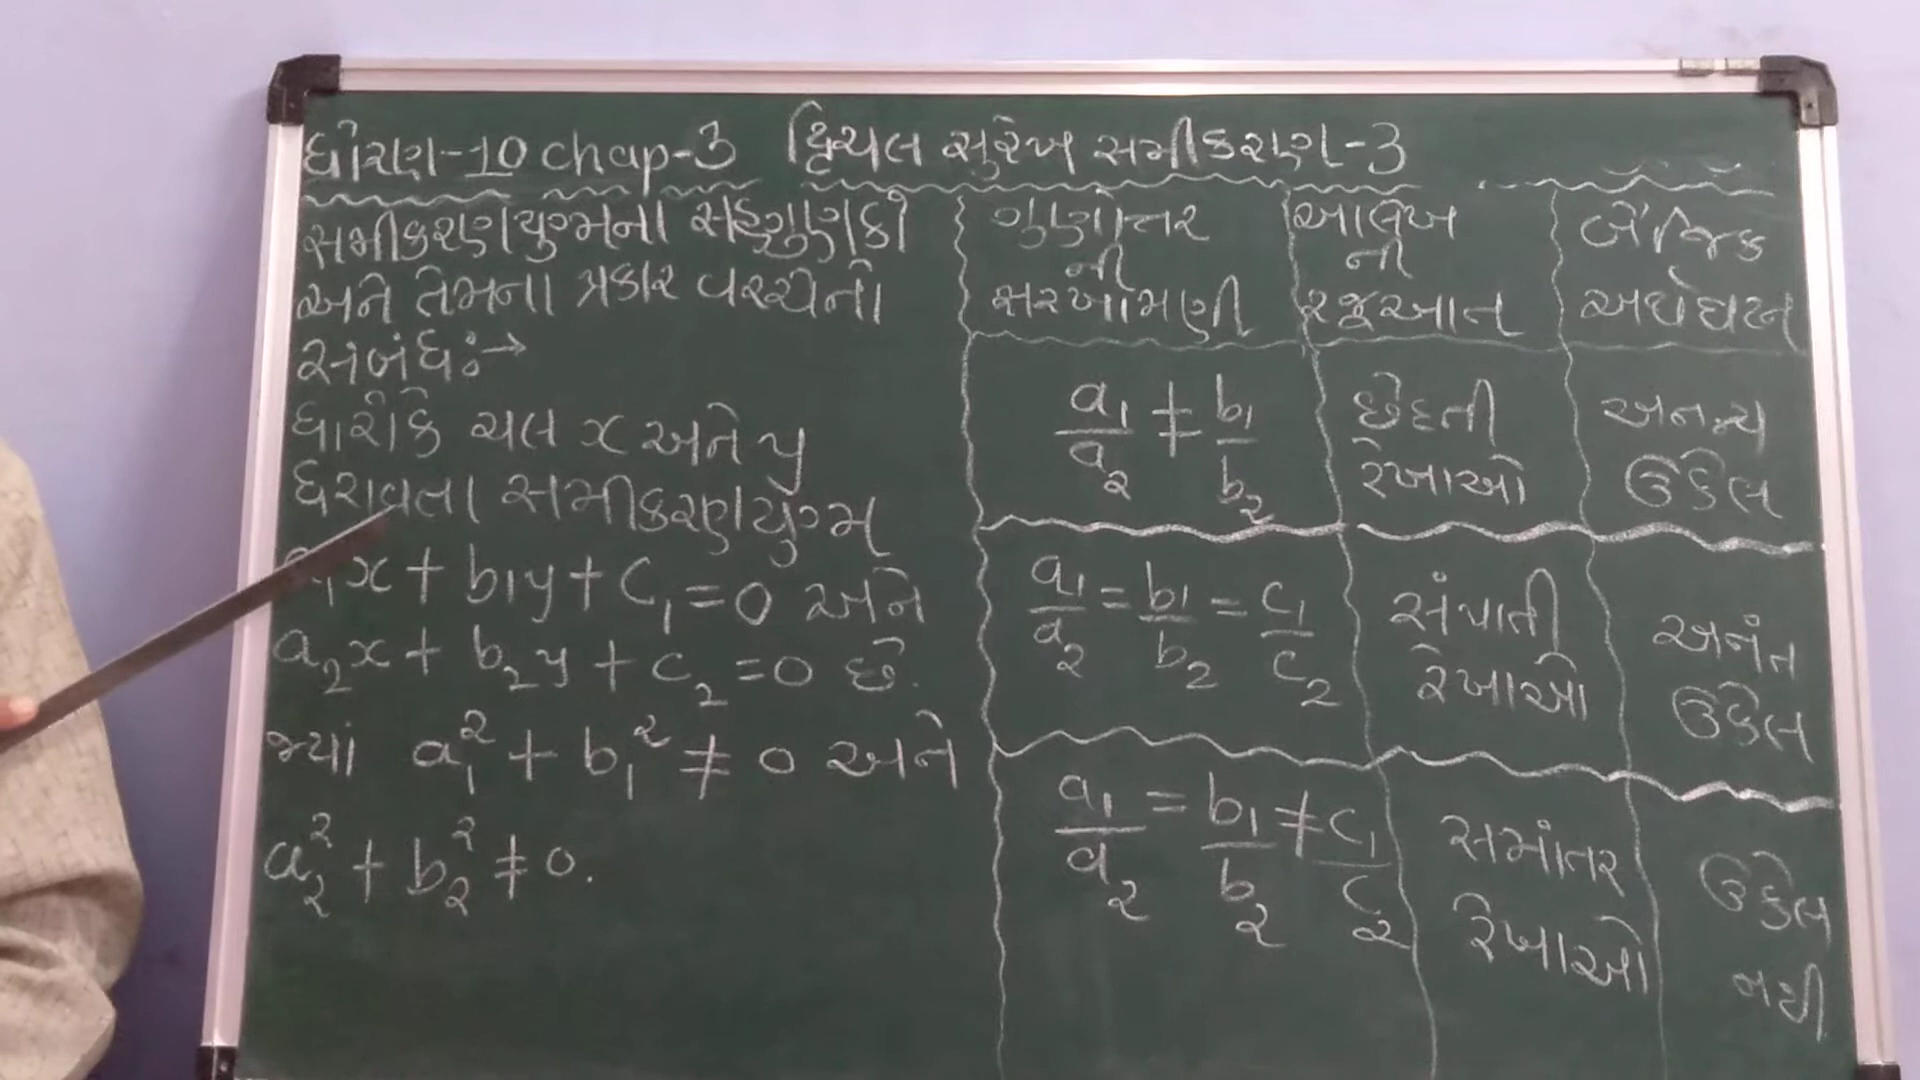 ધોરણ-10 chap-3 દ્વિચલ સુરેખ સમીકરણ-3
સમીકરણયુગ્મના સહગુણકો
અને તેમના પ્રકાર વચ્ચેનો
સંબંધ:→
ધારોકે ચલ x અને y
ધરાવતા સમીકરણયુગ્મ
a₁x + b₁y + c₁ = 0 અને
a₂x + b₂y + c₂ = 0 છે.
જ્યાં a₁² + b₁² ≠ 0 અને
a₂² + b₂² ≠ 0.
ગુણોત્તર ની સરખામણી
આલેખ ની રજૂઆત
બૈજિક અર્થઘટન
a₁/a₂ ≠ b₁/b₂
છેદતી રેખાઓ
અનન્ય ઉકેલ
a₁/a₂ = b₁/b₂ = c₁/c₂
સંપાતી રેખાઓ
અનંત ઉકેલ
a₁/a₂ = b₁/b₂ ≠ c₁/c₂
સમાંતર રેખાઓ
ઉકેલ નથી